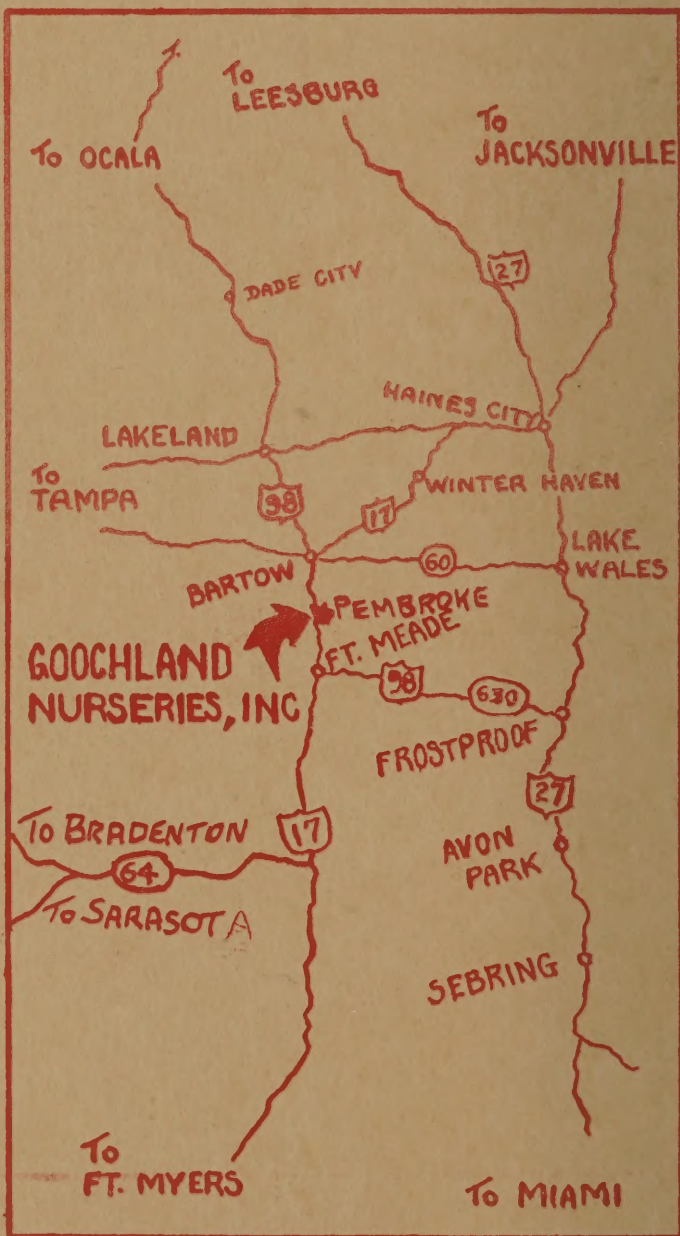 To
LEESBURG
To
JACKSONVILLE
To OCALA
27
DADE CITY
HAINES CITY
LAKELAND
To
TAMPA
98
17
WINTER HAVEN
60
LAKE
WALES
BARTOW
PEMBROKE
FT. MEADE
GOOCHLAND
NURSERIES, INC
98
630
FROSTPROOF
27
To BRADENTON
17
64
AVON
PARK
To SARASOTA
SEBRING
To
FT. MYERS
To MIAMI